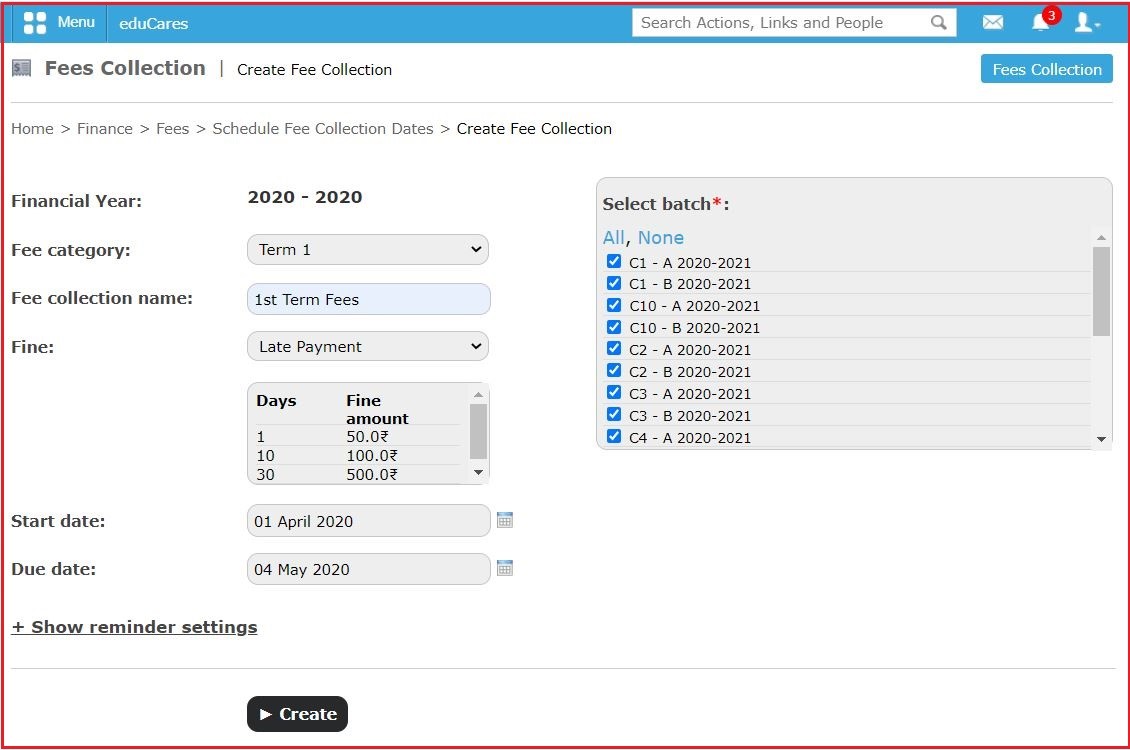 Menu
eduCares
Search Actions, Links and People
3
Fees Collection | Create Fee Collection
Fees Collection
Home > Finance > Fees > Schedule Fee Collection Dates > Create Fee Collection
Financial Year:
2020 - 2020
Fee category:
Term 1
Fee collection name:
1st Term Fees
Fine:
Late Payment
Days Fine amount
1 50.0₹
10 100.0₹
30 500.0₹
Start date:
01 April 2020
Due date:
04 May 2020
+ Show reminder settings
Select batch*:
All, None
C1 - A 2020-2021
C1 - B 2020-2021
C10 - A 2020-2021
C10 - B 2020-2021
C2 - A 2020-2021
C2 - B 2020-2021
C3 - A 2020-2021
C3 - B 2020-2021
C4 - A 2020-2021
► Create